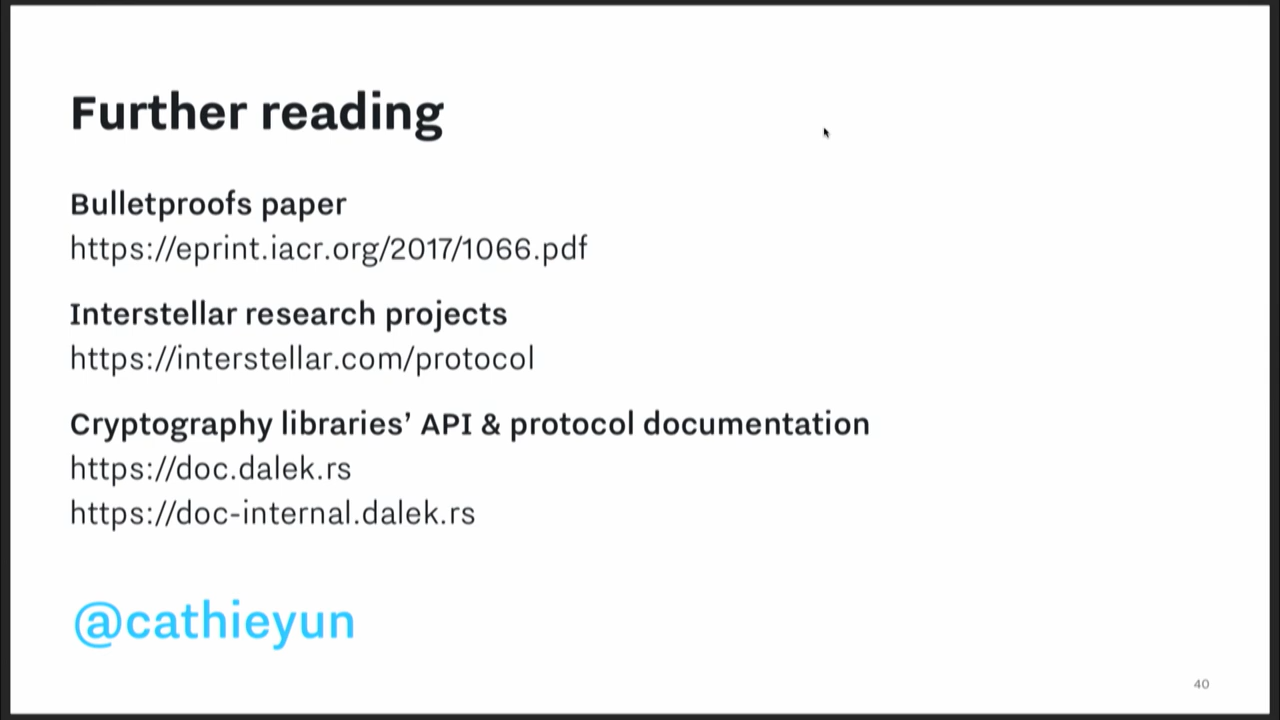 Further reading
Bulletproofs paper
https://eprint.iacr.org/2017/1066.pdf
Interstellar research projects
https://interstellar.com/protocol
Cryptography libraries’ API & protocol documentation
https://doc.dalek.rs
https://doc-internal.dalek.rs
@cathieyun
40